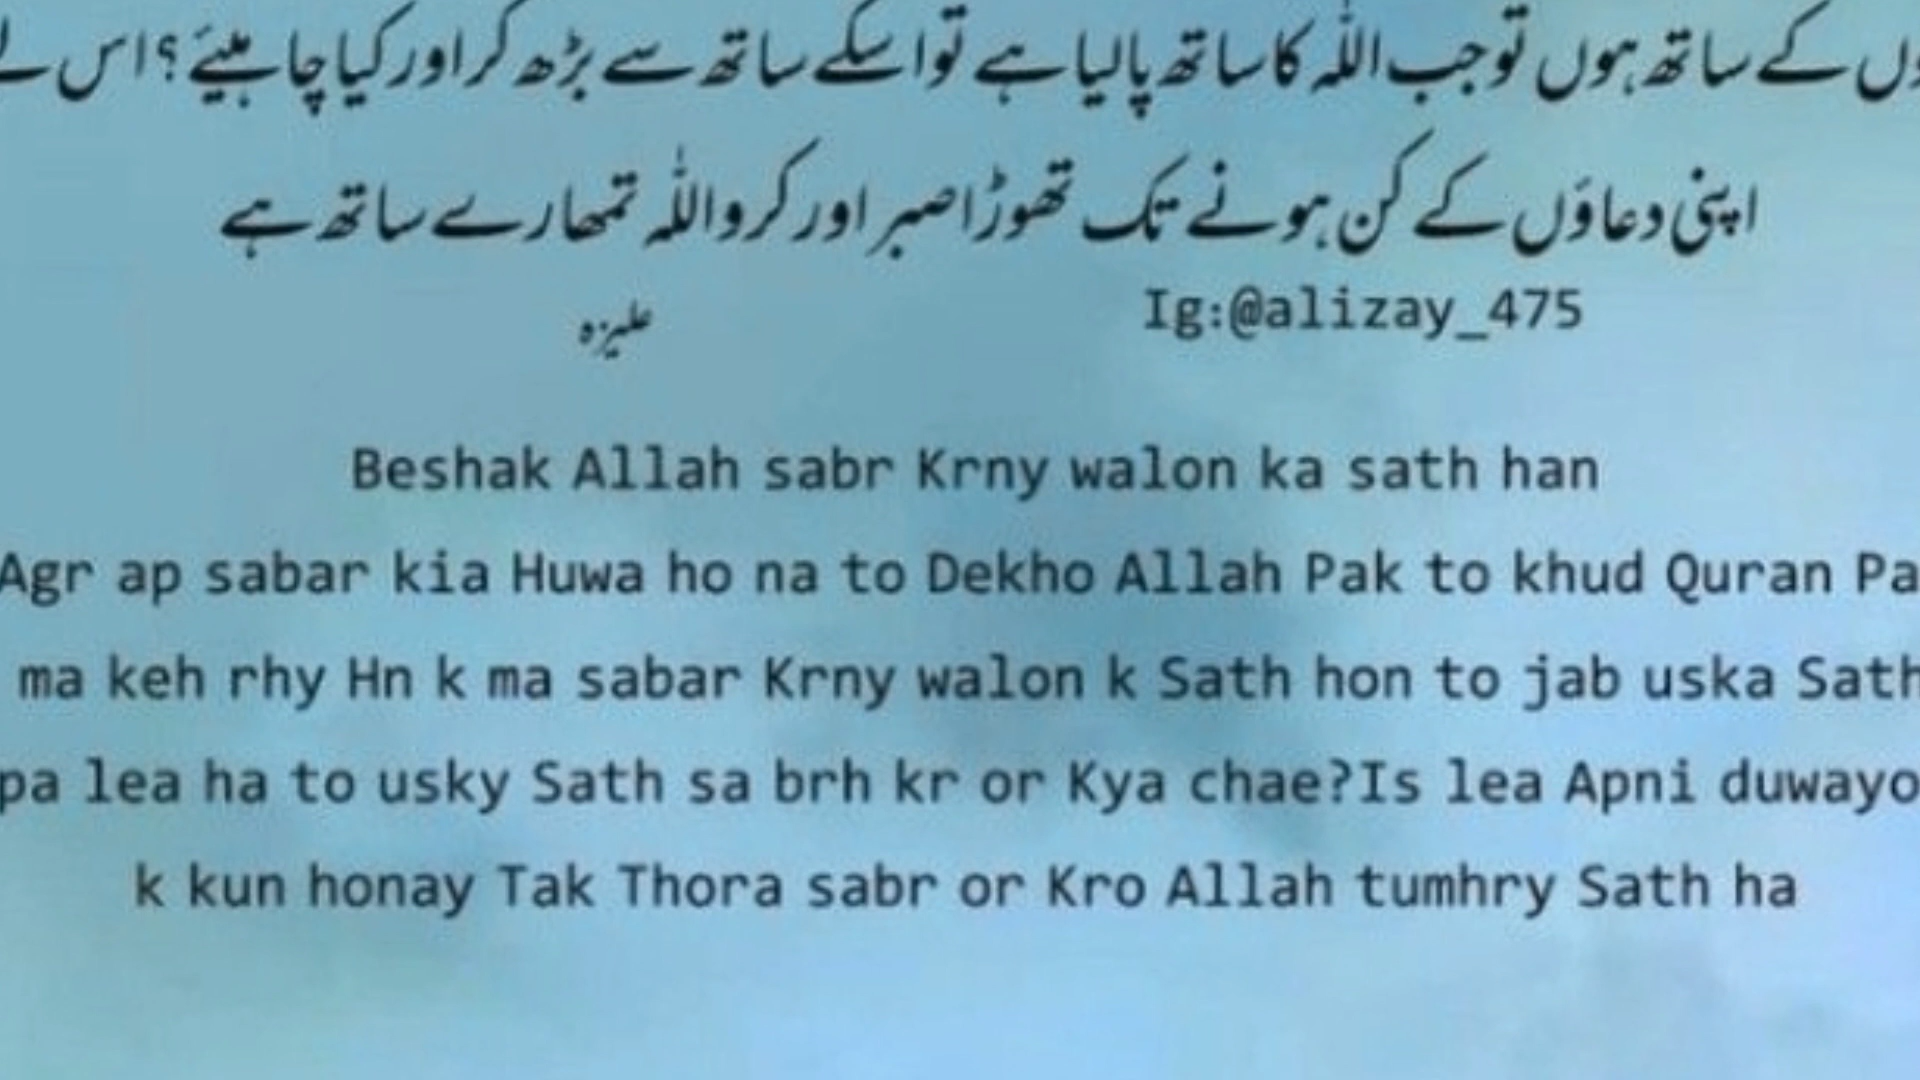 کے ساتھ ہوں تو جب اللہ کا ساتھ پا لیا ہے تو اسکے ساتھ سے بڑھ کر اور کیا چاہیئے؟ اس
اپنی دعاؤں کے کن ہونے تک تھوڑا صبر اور کرو اللہ تمھارے ساتھ ہے
Ig:@alizay_475
علیزہ
Beshak Allah sabr Krny walon ka sath han
Agr ap sabar kia Huwa ho na to Dekho Allah Pak to khud Quran Pa
ma keh rhy Hn k ma sabar Krny walon k Sath hon to jab uska Sath
pa lea ha to usky Sath sa brh kr or Kya chae?Is lea Apni duwayo
k kun honay Tak Thora sabr or Kro Allah tumhry Sath ha